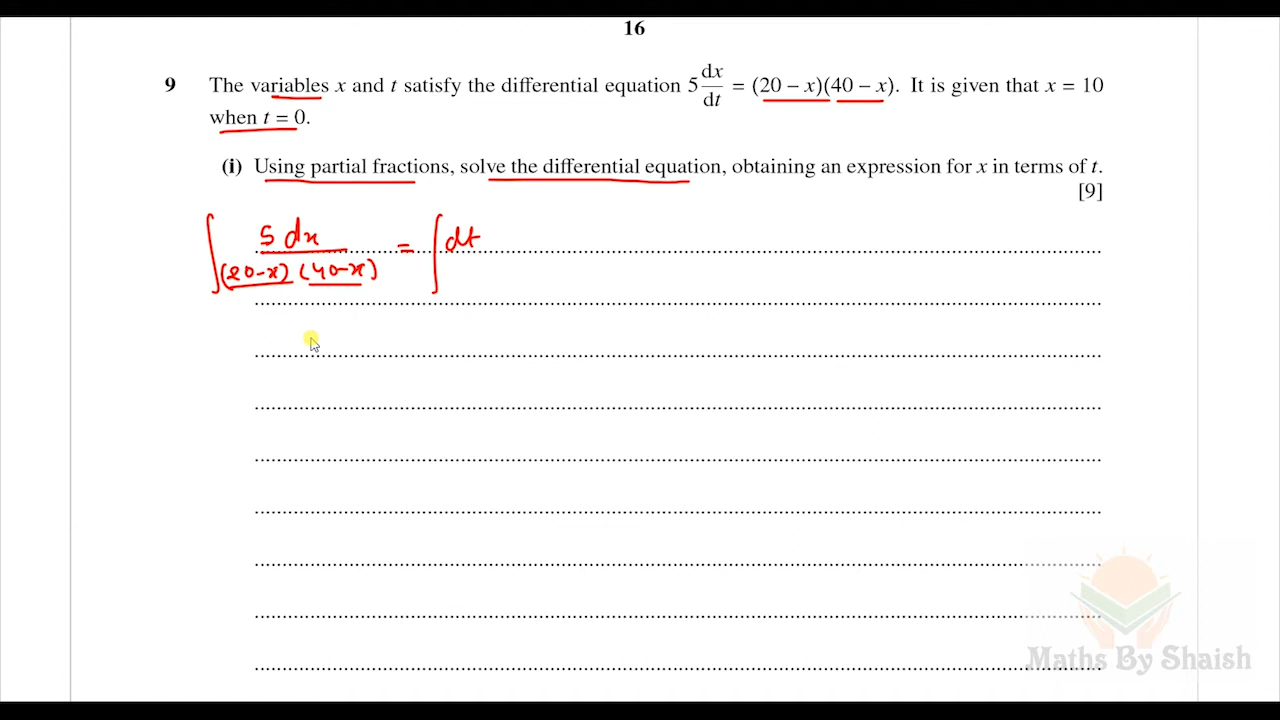 16
9 The variables x and t satisfy the differential equation 5 dx/dt = (20 − x)(40 − x). It is given that x = 10
when t = 0.
(i) Using partial fractions, solve the differential equation, obtaining an expression for x in terms of t.
[9]
∫ 5 dx / (20-x) (40-x) = ∫ dt
Maths By Shaish